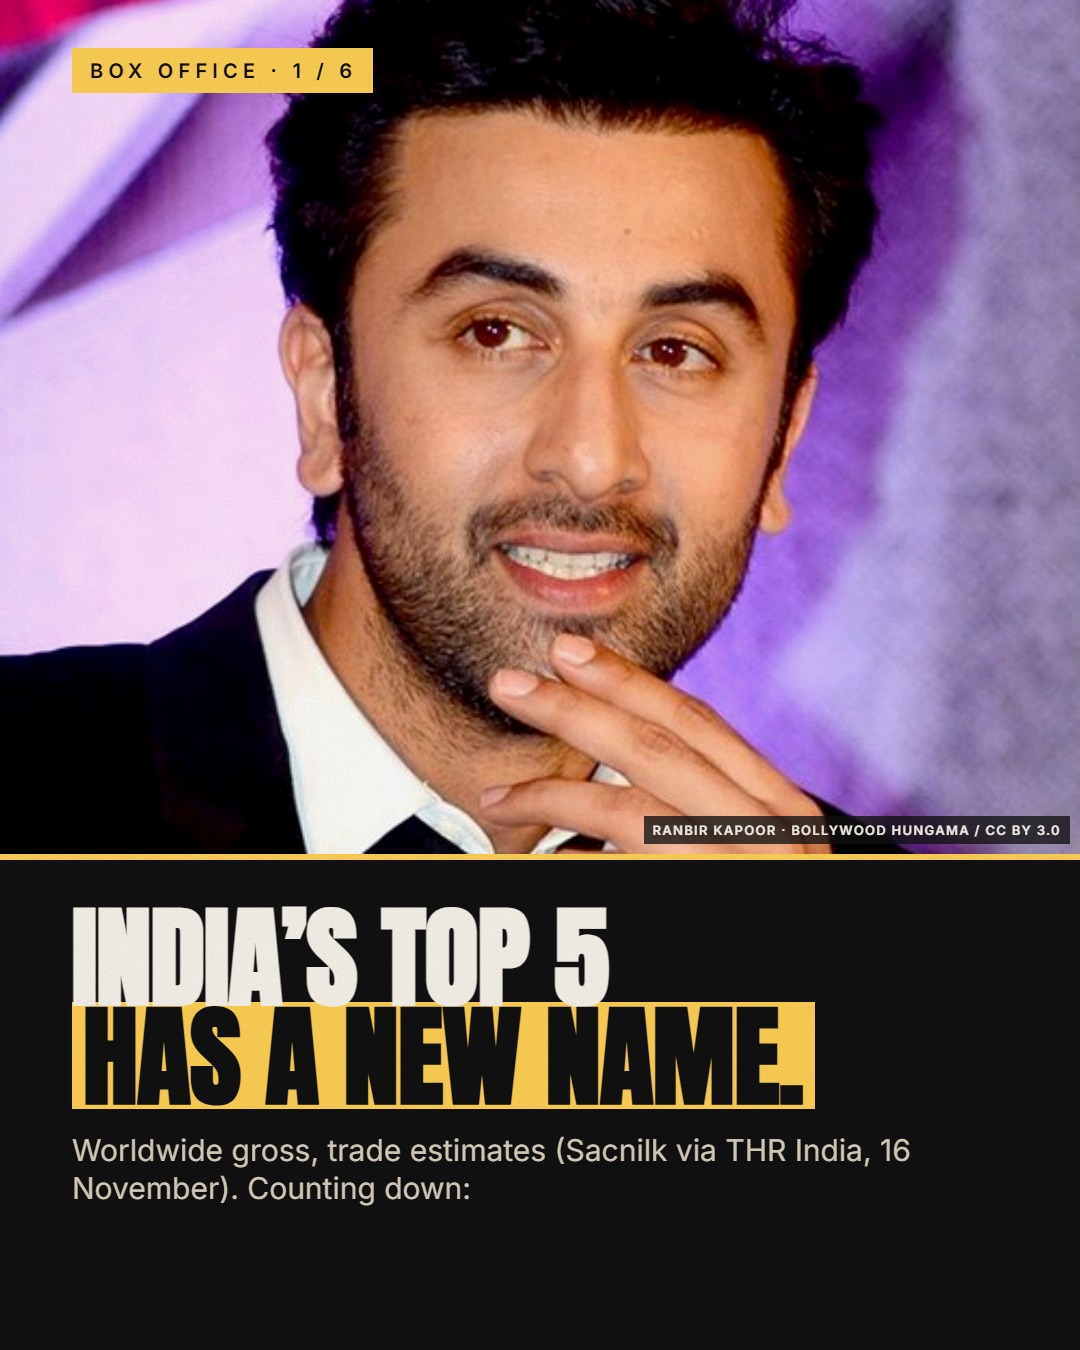 BOX OFFICE · 1 / 6
RANBIR KAPOOR · BOLLYWOOD HUNGAMA / CC BY 3.0
INDIA’S TOP 5
HAS A NEW NAME.
Worldwide gross, trade estimates (Sacnilk via THR India, 16
November). Counting down: